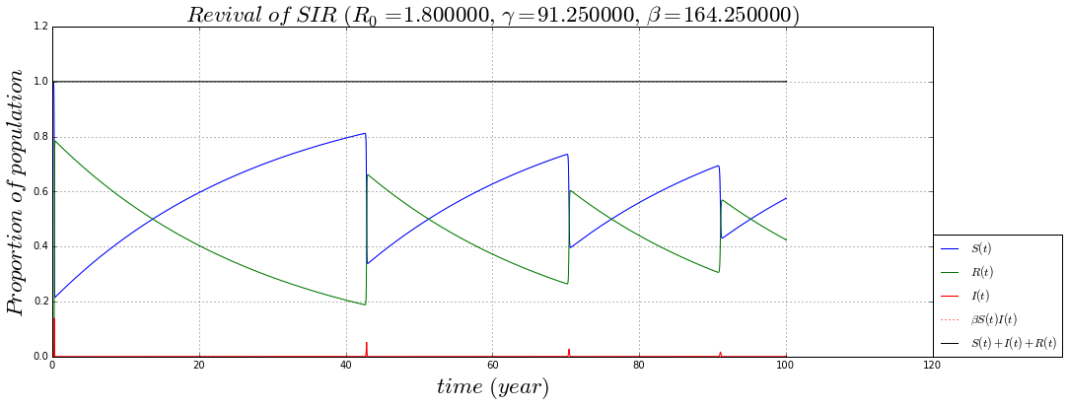 Revival of SIR (R_0 =1.800000, γ=91.250000, β=164.250000)
1.2
1.0
0.8
0.6
0.4
0.2
0.0
0
20
40
60
80
100
120
Proportion of population
time (year)
S(t)
R(t)
I(t)
βS(t)I(t)
S(t)+I(t)+R(t)